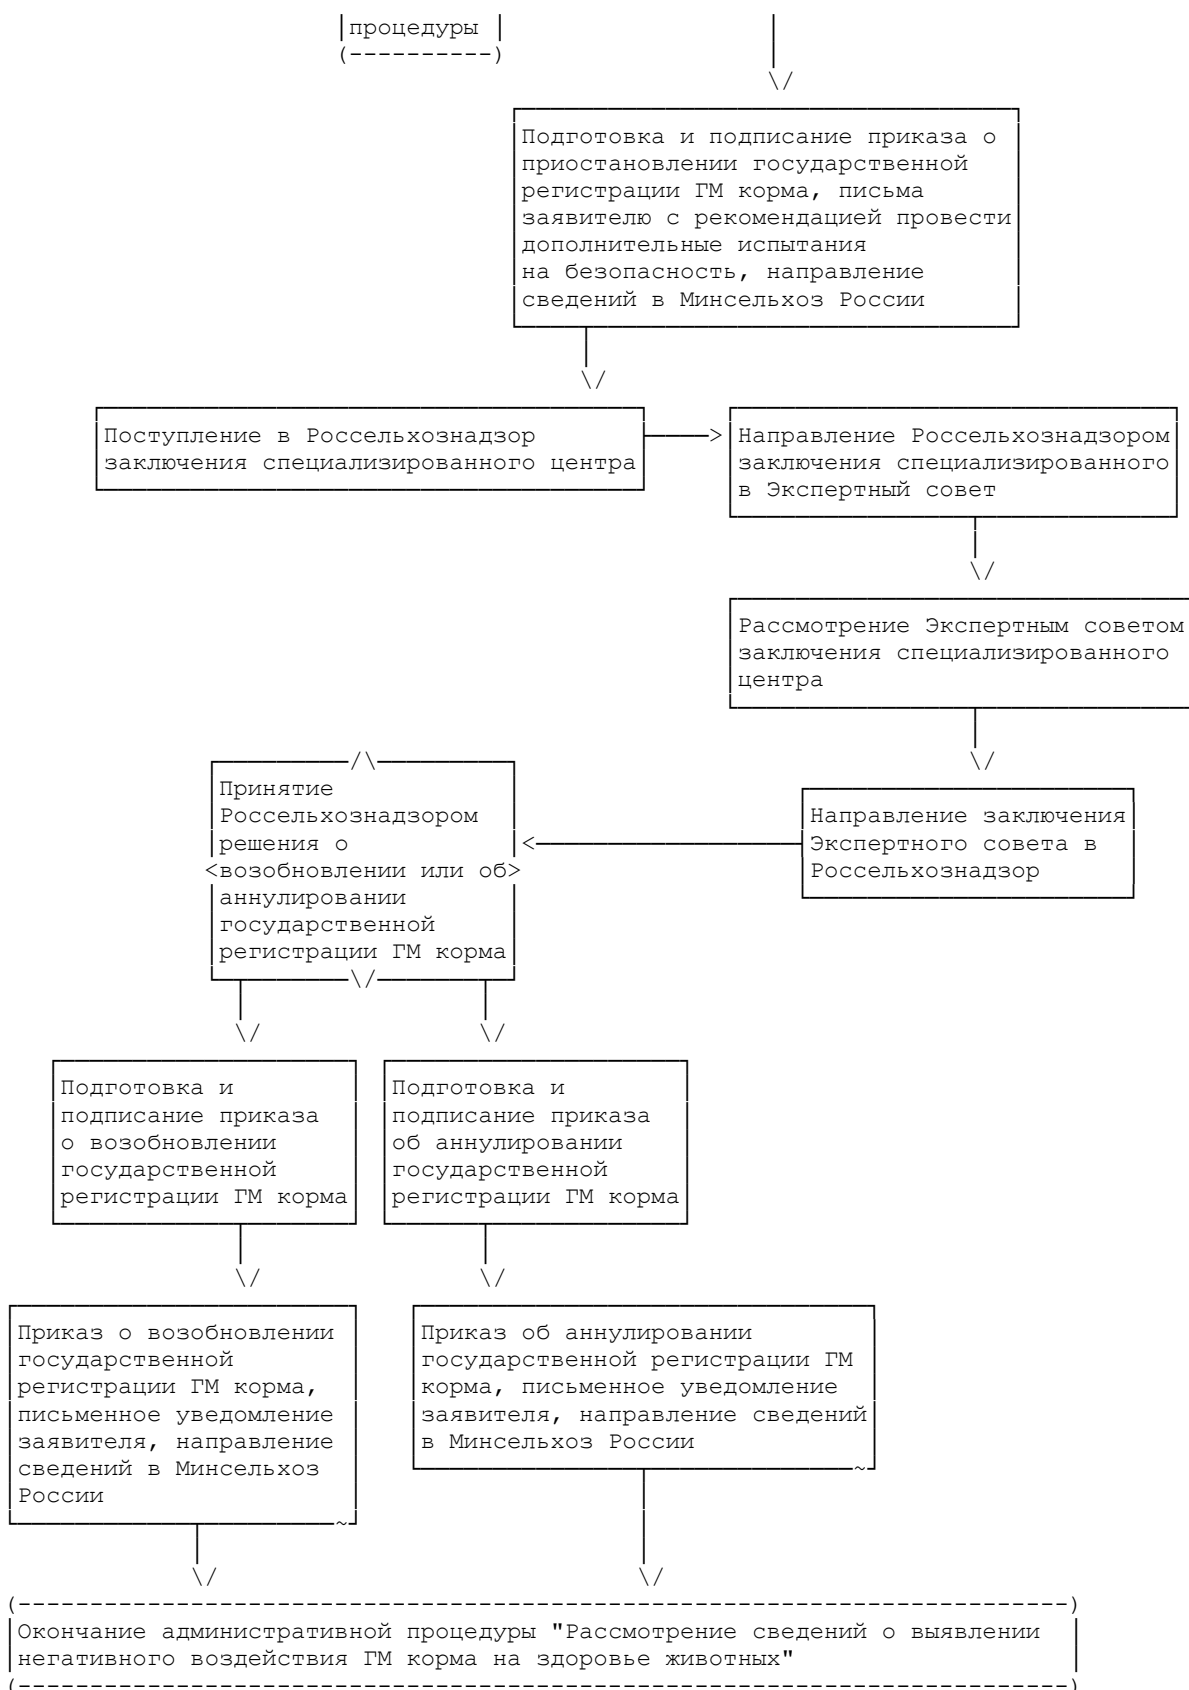 процедуры
Подготовка и подписание приказа о
приостановлении государственной
регистрации ГМ корма, письма
заявителю с рекомендацией провести
дополнительные испытания
на безопасность, направление
сведений в Минсельхоз России
Поступление в Россельхознадзор
заключения специализированного центра
Направление Россельхознадзором
заключения специализированного
в Экспертный совет
Рассмотрение Экспертным советом
заключения специализированного
центра
Направление заключения
Экспертного совета в
Россельхознадзор
Принятие
Россельхознадзором
решения о
возобновлении или об
аннулировании
государственной
регистрации ГМ корма
Подготовка и
подписание приказа
о возобновлении
государственной
регистрации ГМ корма
Подготовка и
подписание приказа
об аннулировании
государственной
регистрации ГМ корма
Приказ о возобновлении
государственной
регистрации ГМ корма,
письменное уведомление
заявителя, направление
сведений в Минсельхоз
России
Приказ об аннулировании
государственной регистрации ГМ
корма, письменное уведомление
заявителя, направление сведений
в Минсельхоз России
Окончание административной процедуры "Рассмотрение сведений о выявлении
негативного воздействия ГМ корма на здоровье животных"